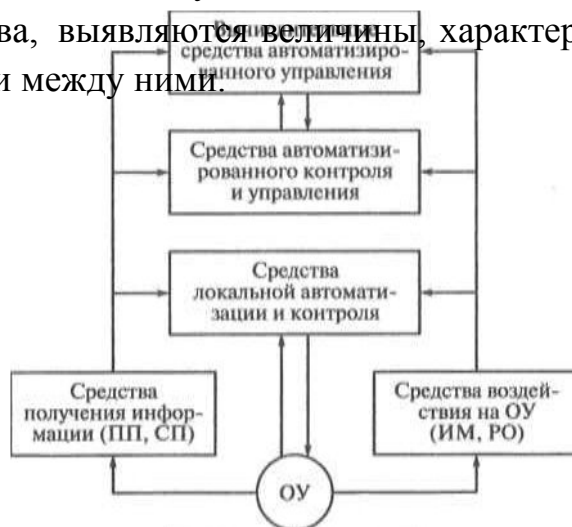 ва, выявляются величины, характер
и между ними.
средства автоматизиро-
ванного управления
Средства автоматизи-
рованного контроля
и управления
Средства
локальной автомати-
зации и контроля
Средства
получения инфор-
мации (ПП, СП)
Средства воздей-
ствия на ОУ
(ИМ, РО)
ОУ